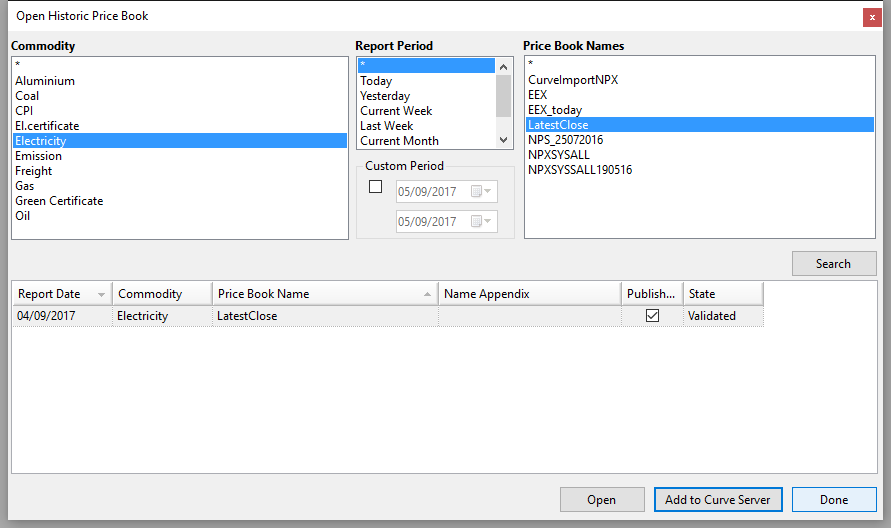 Open Historic Price Book
x
Commodity
*
Aluminium
Coal
CPI
El.certificate
Electricity
Emission
Freight
Gas
Green Certificate
Oil
Report Period
*
Today
Yesterday
Current Week
Last Week
Current Month
Custom Period
05/09/2017
05/09/2017
Price Book Names
*
CurveImportNPX
EEX
EEX_today
LatestClose
NPS_25072016
NPXSYSALL
NPXSYSSALL190516
Search
Report Date Commodity Price Book Name Name Appendix Publish... State
04/09/2017 Electricity LatestClose Validated
Open Add to Curve Server Done